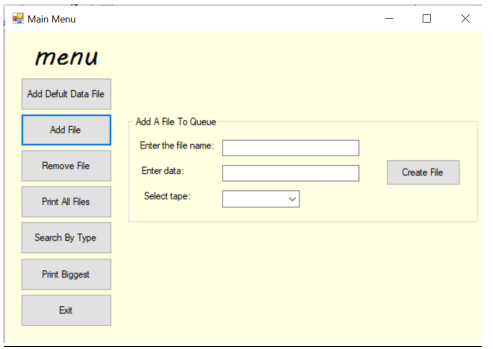 Main Menu
menu
Add Defult Data File
Add File
Remove File
Print All Files
Search By Type
Print Biggest
Exit
Add A File To Queue
Enter the file name:
Enter data:
Select tape:
Create File